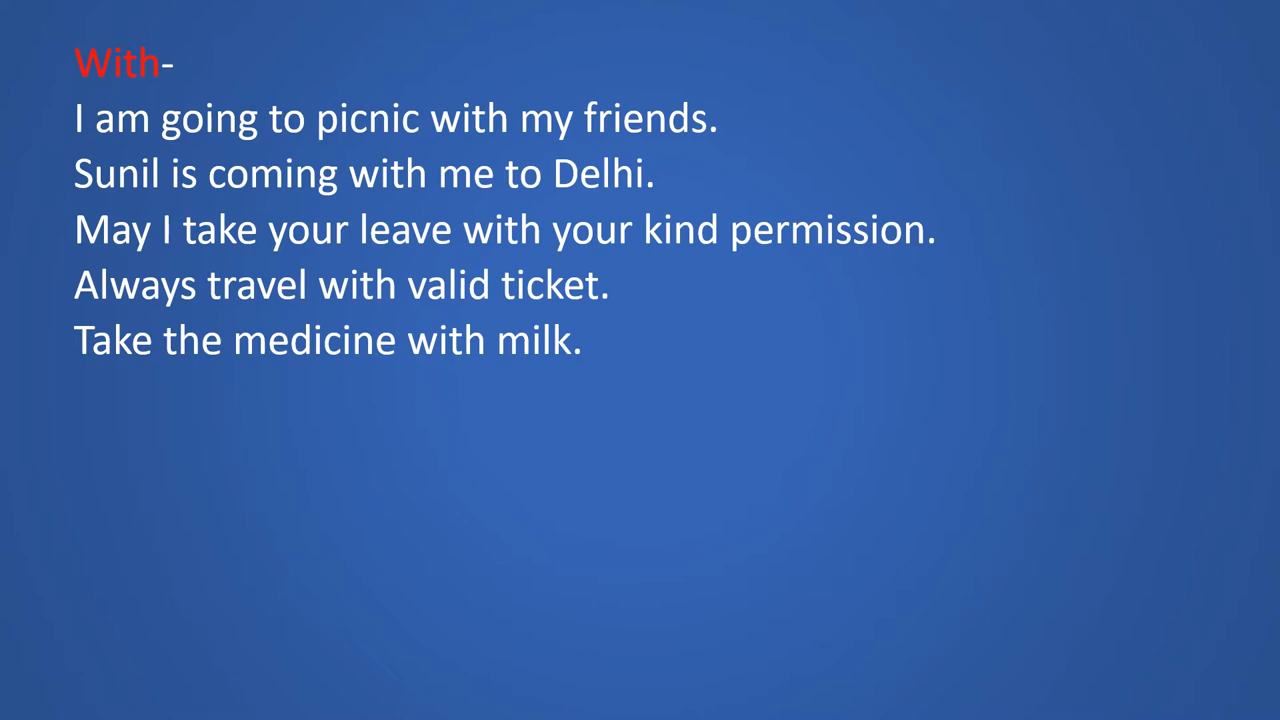 With-
I am going to picnic with my friends.
Sunil is coming with me to Delhi.
May I take your leave with your kind permission.
Always travel with valid ticket.
Take the medicine with milk.